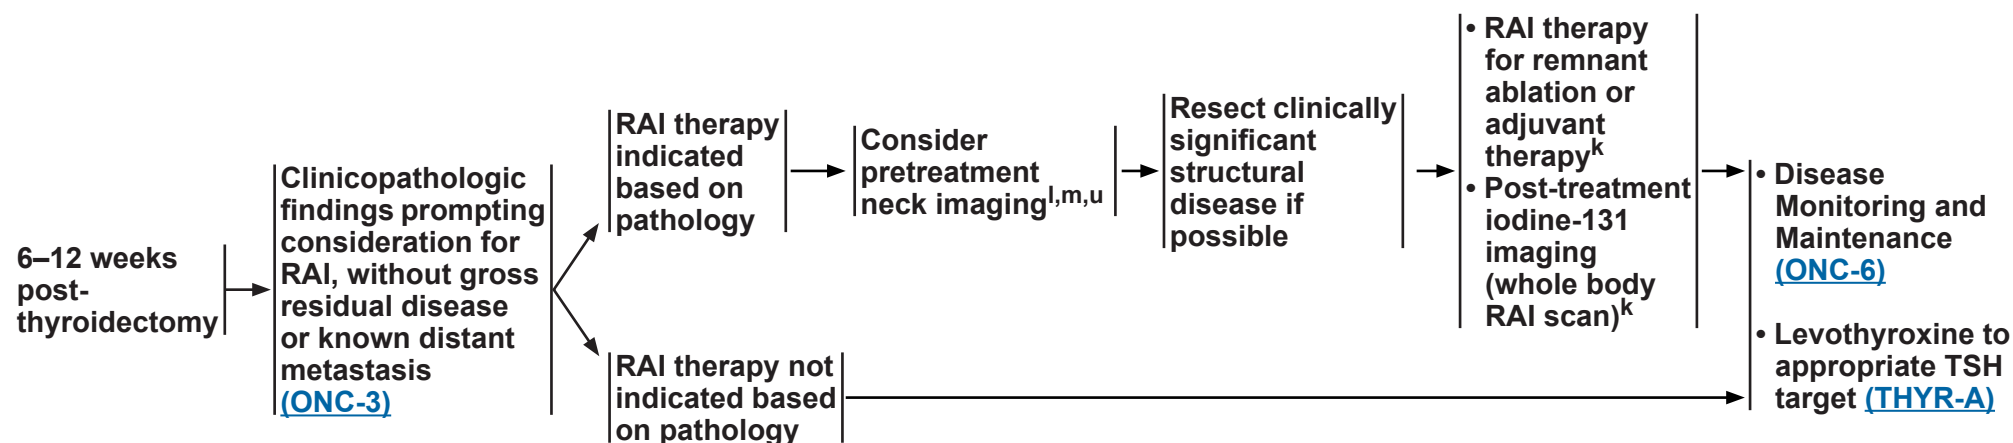 6–12 weeks
post-
thyroidectomy
Clinicopathologic
findings prompting
consideration for
RAI, without gross
residual disease
or known distant
metastasis
(ONC-3)
RAI therapy
indicated
based on
pathology
Consider
pretreatment
neck imaging^l,m,u
Resect clinically
significant
structural
disease if
possible
• RAI therapy
for remnant
ablation or
adjuvant
therapy^k
• Post-treatment
iodine-131
imaging
(whole body
RAI scan)^k
RAI therapy not
indicated based
on pathology
• Disease
Monitoring and
Maintenance
(ONC-6)
• Levothyroxine to
appropriate TSH
target (THYR-A)